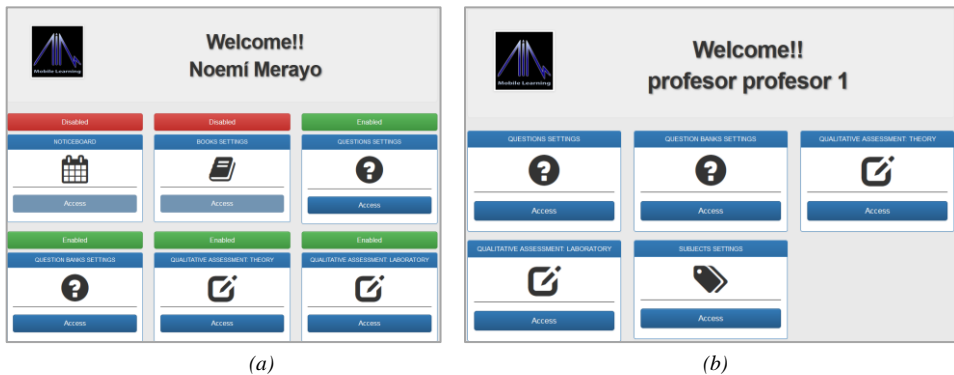 Mobile Learning
Welcome!!
Noemí Merayo
Disabled
Disabled
Enabled
NOTICEBOARD
BOOKS SETTINGS
QUESTIONS SETTINGS
Access
Access
Access
Enabled
Enabled
Enabled
QUESTION BANKS SETTINGS
QUALITATIVE ASSESSMENT: THEORY
QUALITATIVE ASSESSMENT: LABORATORY
Access
Access
Access
(a)
Mobile Learning
Welcome!!
profesor profesor 1
QUESTIONS SETTINGS
QUESTION BANKS SETTINGS
QUALITATIVE ASSESSMENT: THEORY
Access
Access
Access
QUALITATIVE ASSESSMENT: LABORATORY
SUBJECTS SETTINGS
Access
Access
(b)